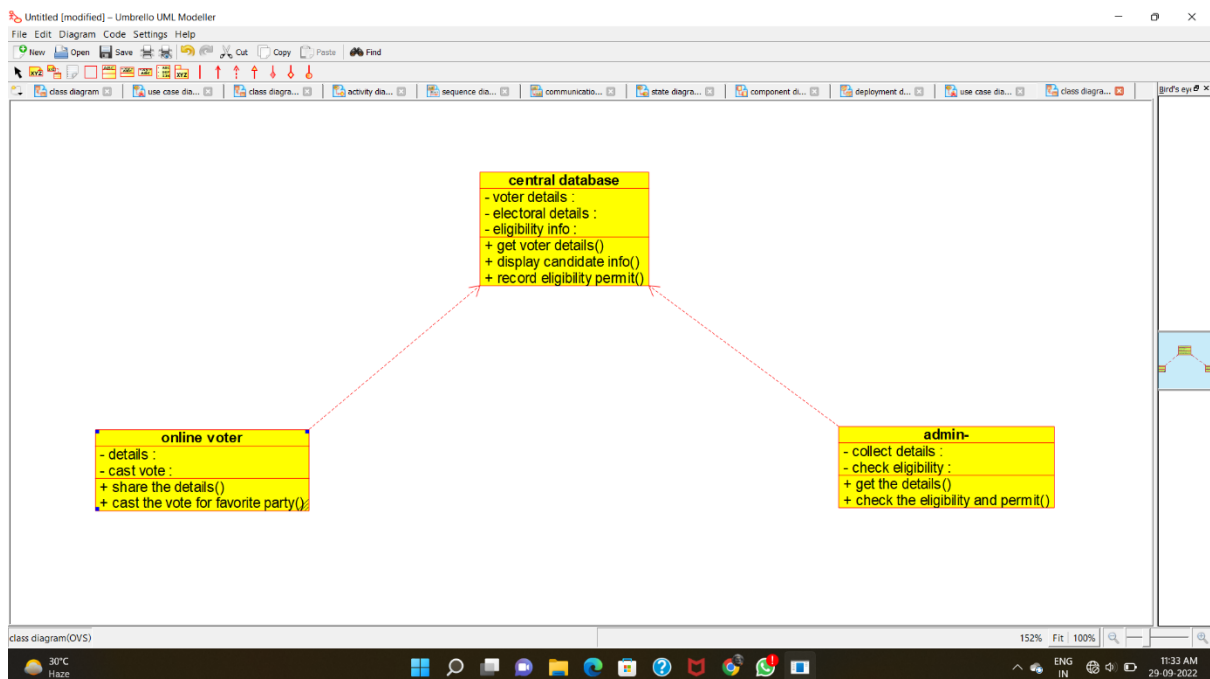 Untitled [modified] – Umbrello UML Modeller
File Edit Diagram Code Settings Help
New Open Save Cut Copy Paste Find
class diagram use case dia... class diagra... activity dia... sequence dia... communicatio... state diagra... component di... deployment d... use case dia... class diagra...
Bird's eye
central database
- voter details :
- electoral details :
- eligibility info :
+ get voter details()
+ display candidate info()
+ record eligibility permit()
online voter
- details :
- cast vote :
+ share the details()
+ cast the vote for favorite party()
admin-
- collect details :
- check eligibility :
+ get the details()
+ check the eligibility and permit()
class diagram(OVS)
152% Fit 100%
30°C
Haze
ENG
IN
11:33 AM
29-09-2022